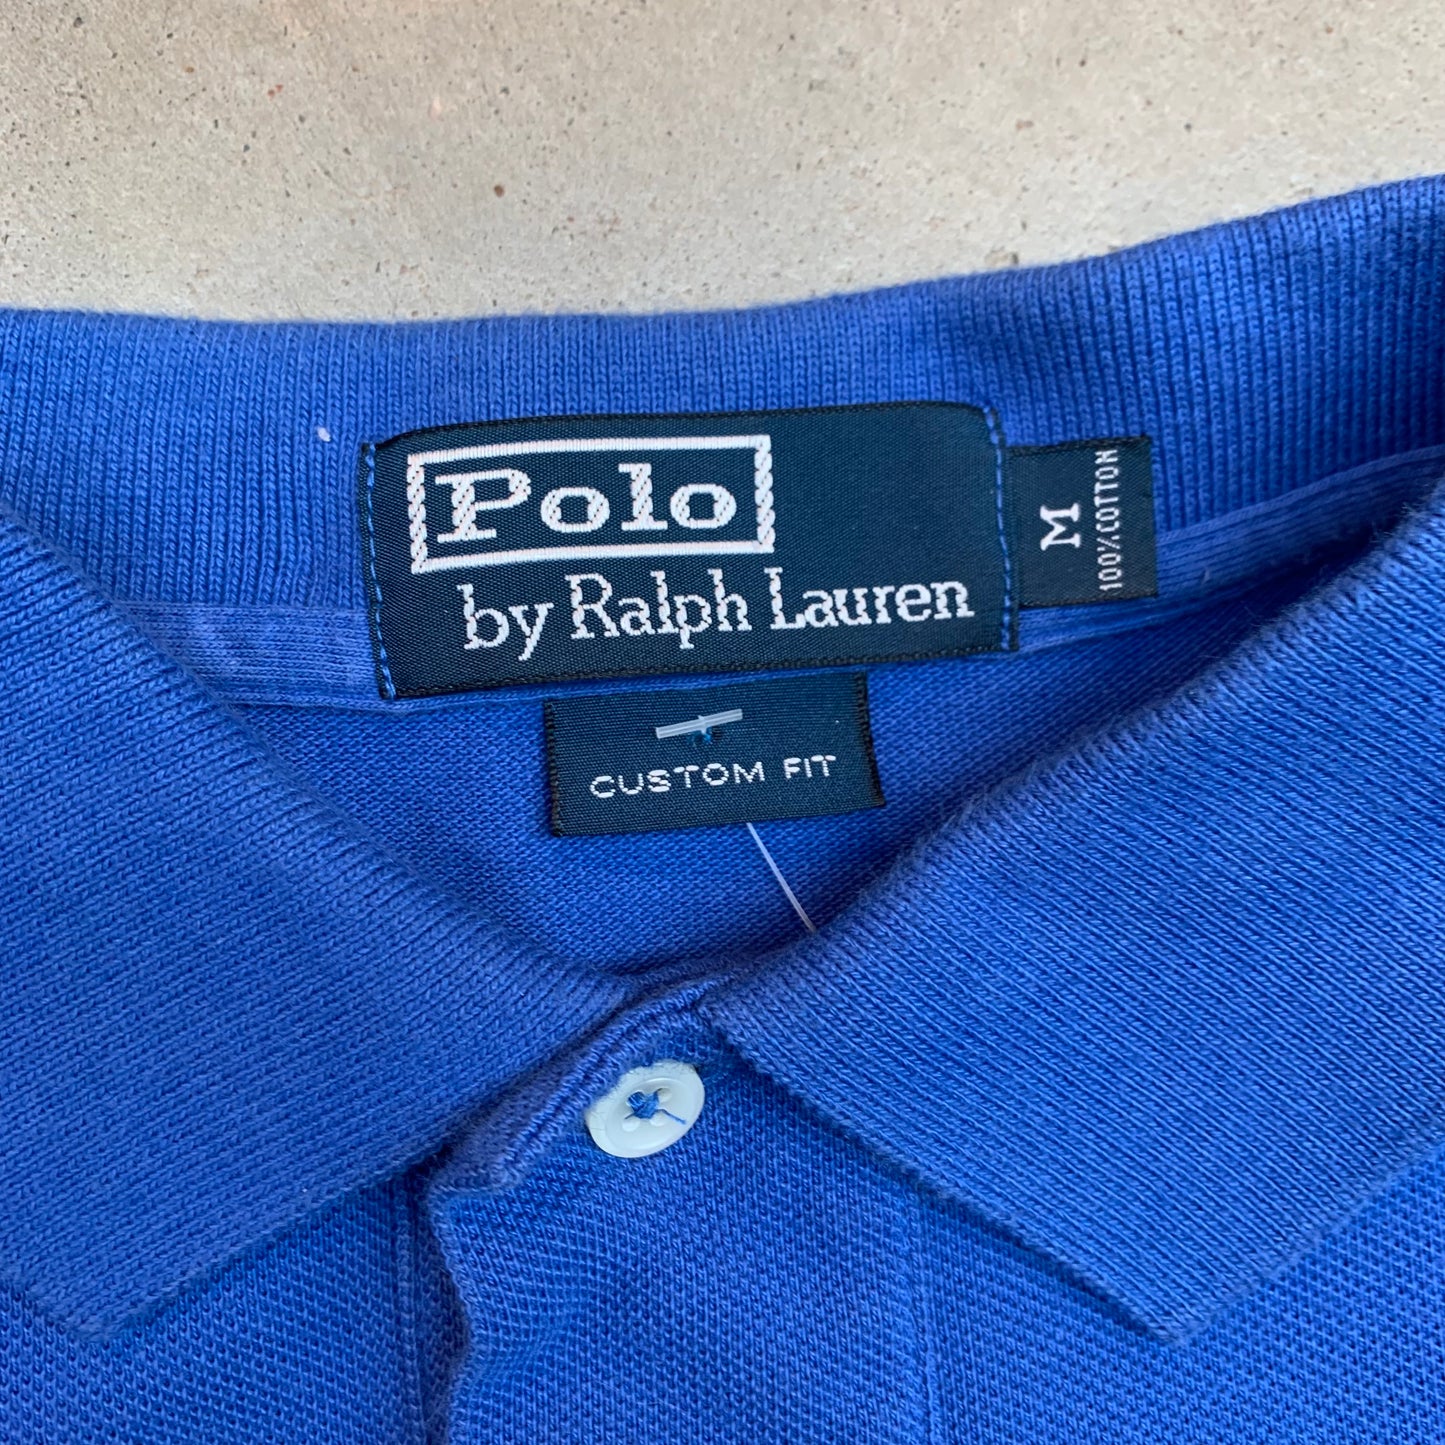 Polo
by Ralph Lauren
M
100% COTTON
CUSTOM FIT